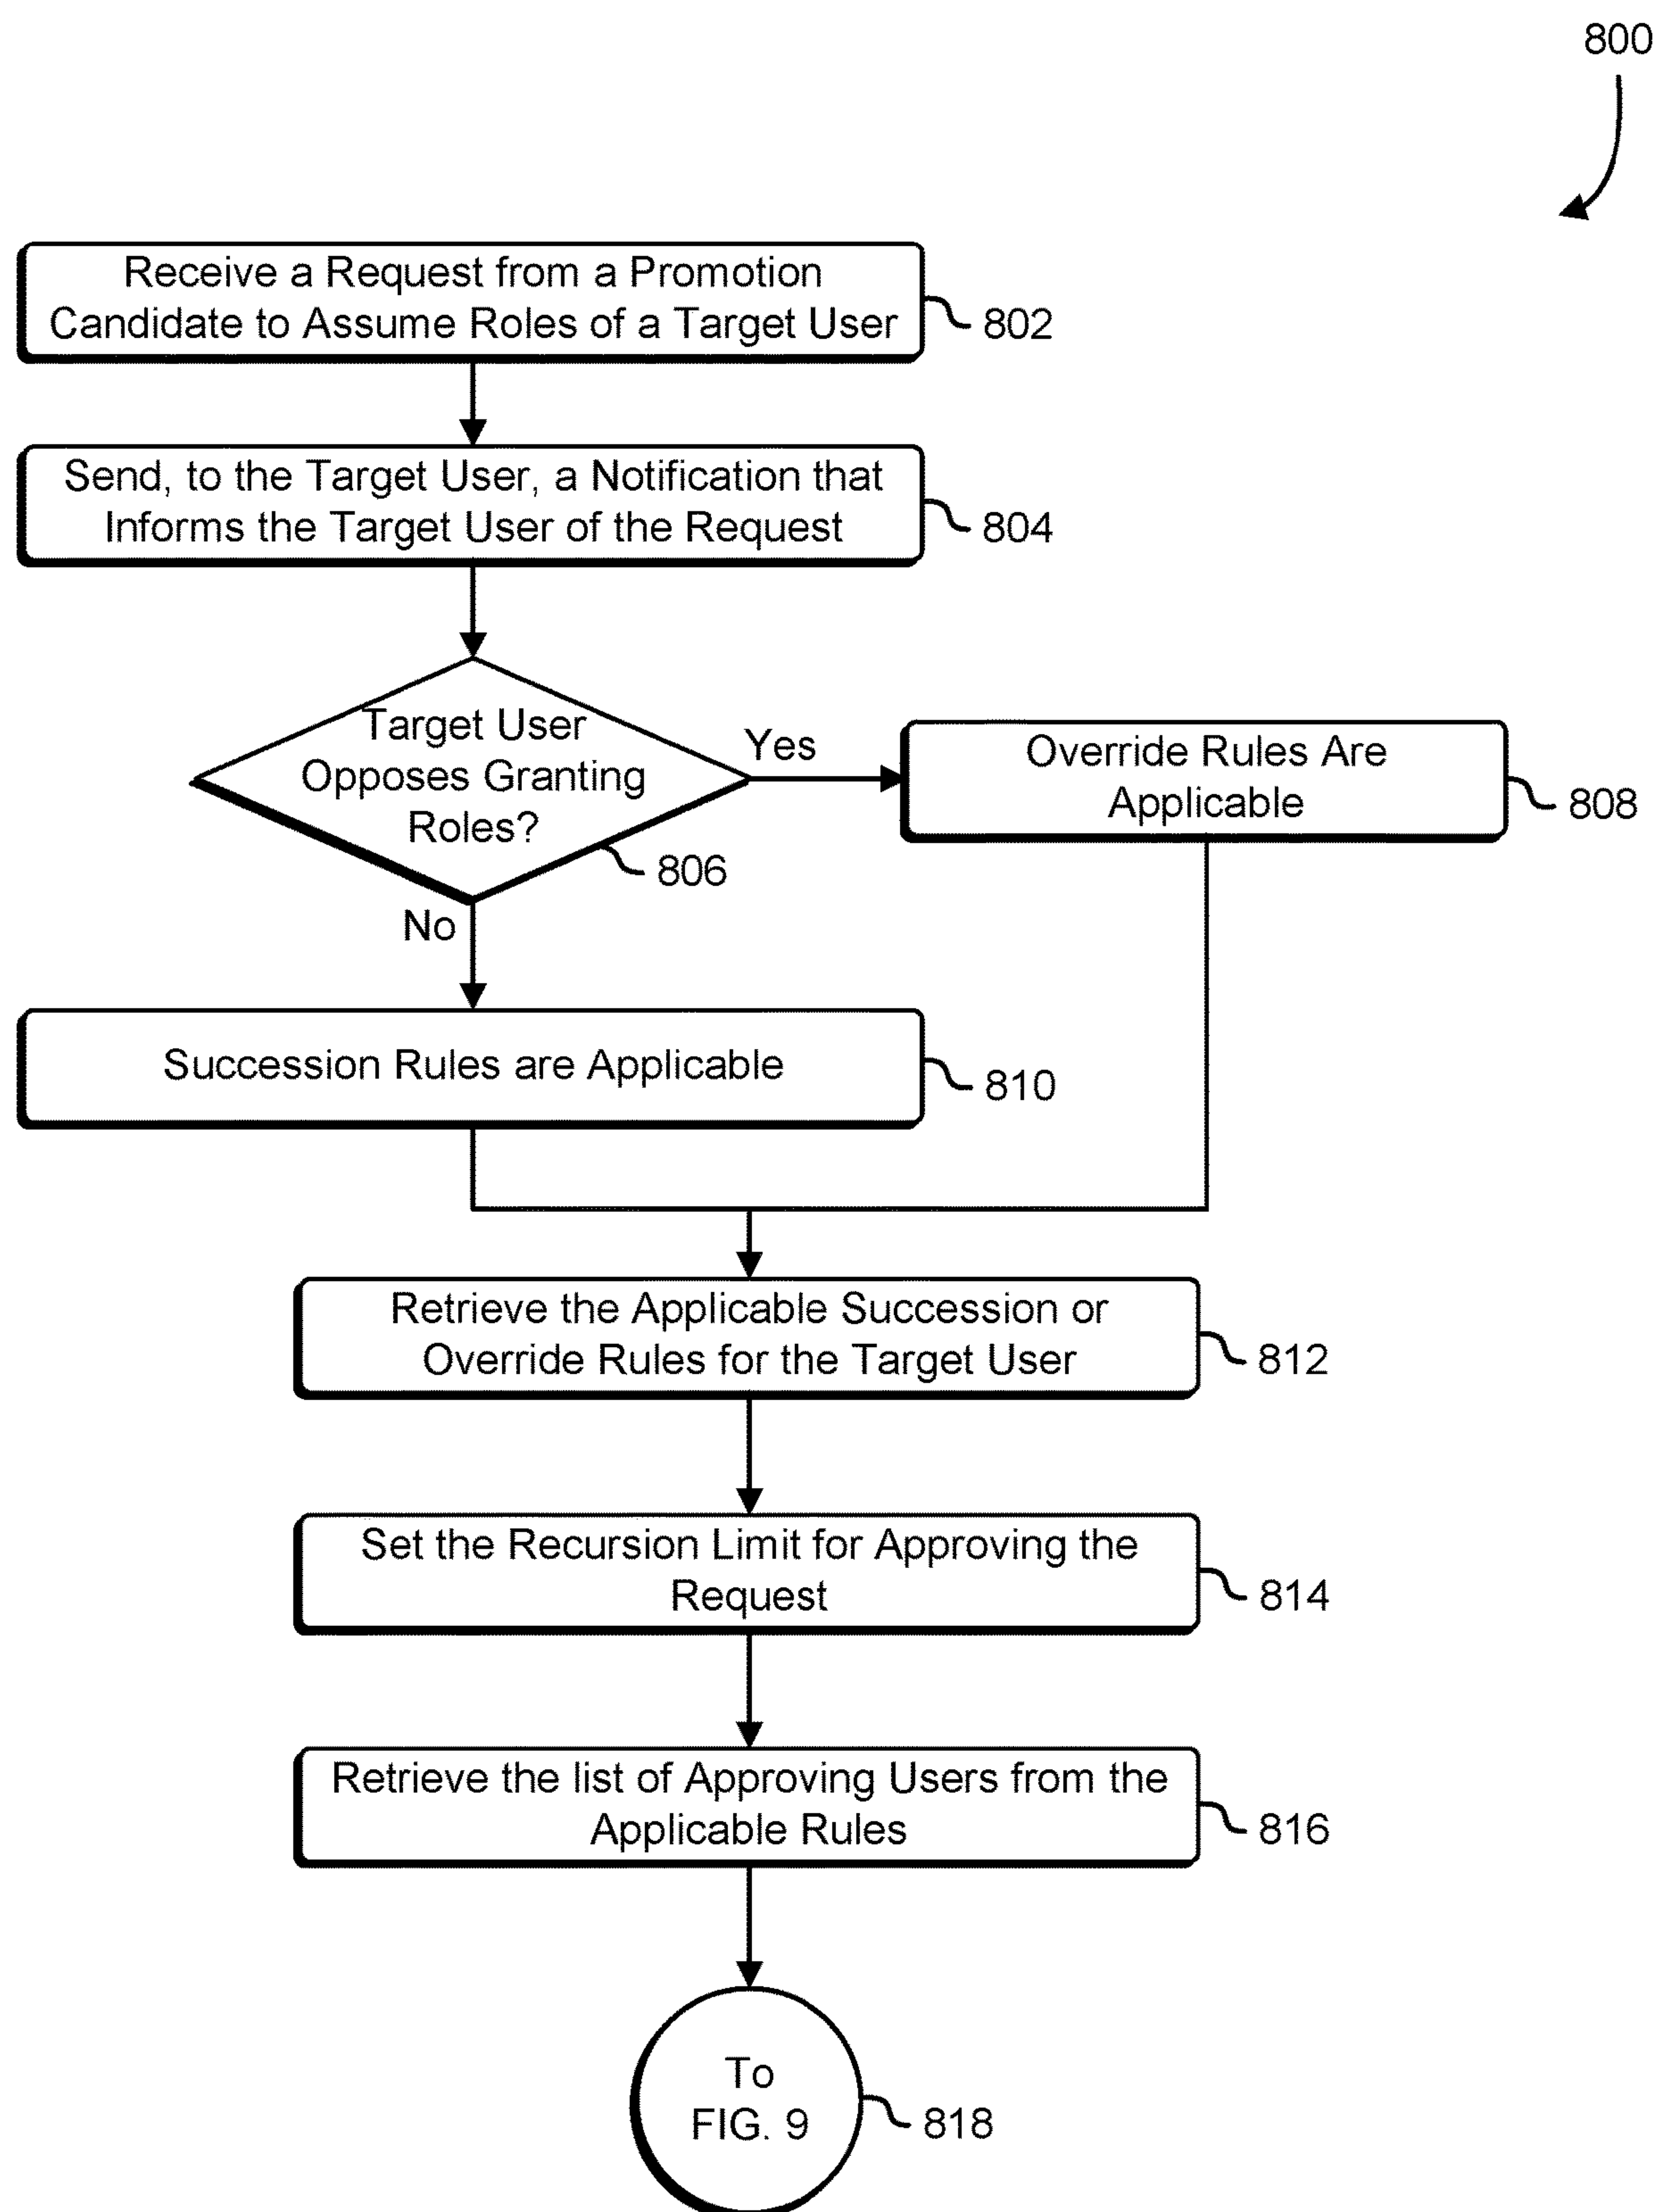 800
Receive a Request from a Promotion
Candidate to Assume Roles of a Target User
802
Send, to the Target User, a Notification that
Informs the Target User of the Request
804
Target User
Opposes Granting
Roles?
806
Yes
Override Rules Are
Applicable
808
No
Succession Rules are Applicable
810
Retrieve the Applicable Succession or
Override Rules for the Target User
812
Set the Recursion Limit for Approving the
Request
814
Retrieve the list of Approving Users from the
Applicable Rules
816
To
FIG. 9
818